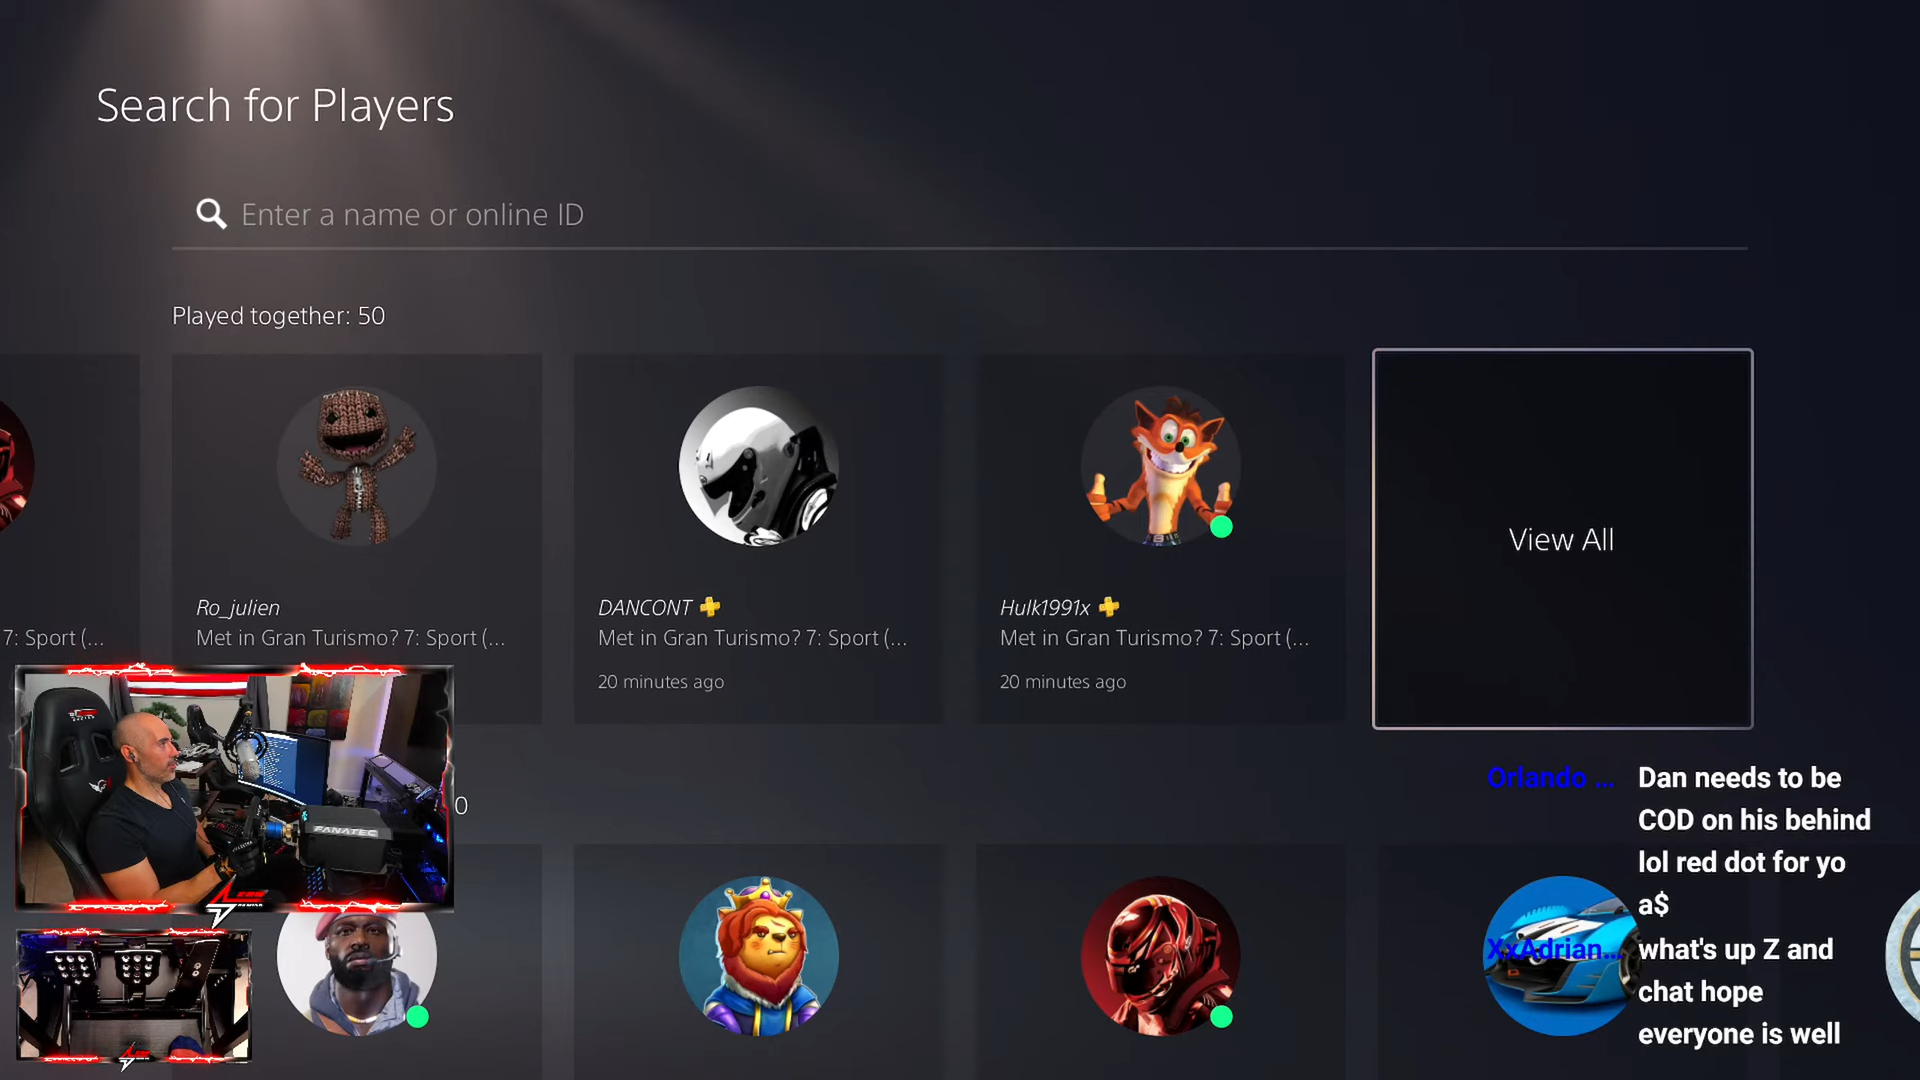 Search for Players
Enter a name or online ID
Played together: 50
7: Sport (...
Ro_julien
Met in Gran Turismo? 7: Sport (...
DANCONT
Met in Gran Turismo? 7: Sport (...
20 minutes ago
Hulk1991x
Met in Gran Turismo? 7: Sport (...
20 minutes ago
View All
0
FANATEC
Orlando ...
Dan needs to be
COD on his behind
lol red dot for yo
a$
XxAdrian...
what's up Z and
chat hope
everyone is well